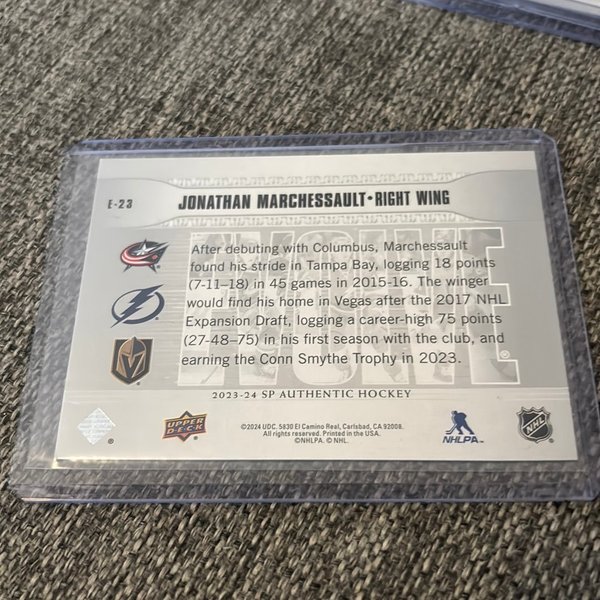 E-23
JONATHAN MARCHESSAULT•RIGHT WING
After debuting with Columbus, Marchessault
found his stride in Tampa Bay, logging 18 points
(7-11—18) in 45 games in 2015-16. The winger
would find his home in Vegas after the 2017 NHL
Expansion Draft, logging a career-high 75 points
(27-48—75) in his first season with the club, and
earning the Conn Smythe Trophy in 2023.
®
2023-24 SP AUTHENTIC HOCKEY
UPPER
DECK
®
©2024 UDC. 5830 El Camino Real, Carlsbad, CA 92008.
All rights reserved. Printed in the USA.
©NHLPA. © NHL.
NHLPA
NHL